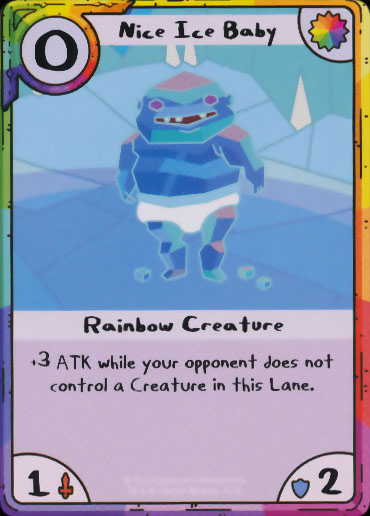 0
Nice Ice Baby
Rainbow Creature
+3 ATK while your opponent does not
control a Creature in this Lane.
1
2